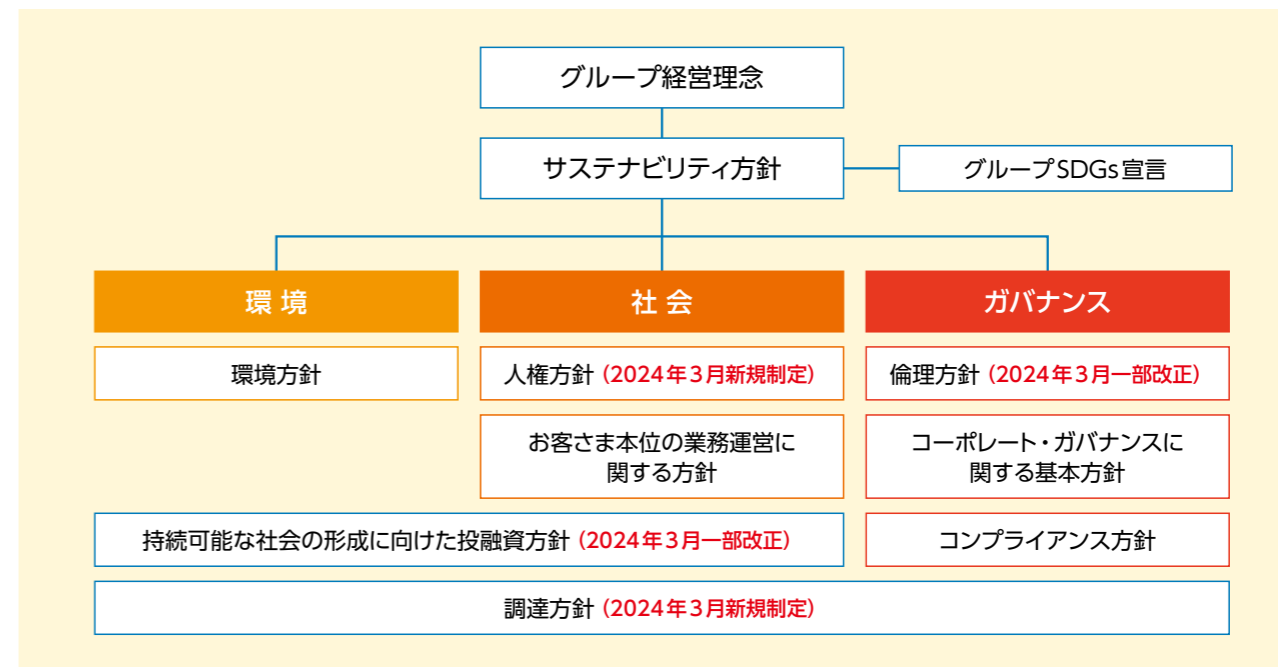 グループ経営理念
サステナビリティ方針
グループSDGs宣言
環 境
社 会
ガバナンス
環境方針
人権方針（2024年3月新規制定）
倫理方針（2024年3月一部改正）
お客さま本位の業務運営に
関する方針
コーポレート・ガバナンスに
関する基本方針
持続可能な社会の形成に向けた投融資方針（2024年3月一部改正）
コンプライアンス方針
調達方針（2024年3月新規制定）